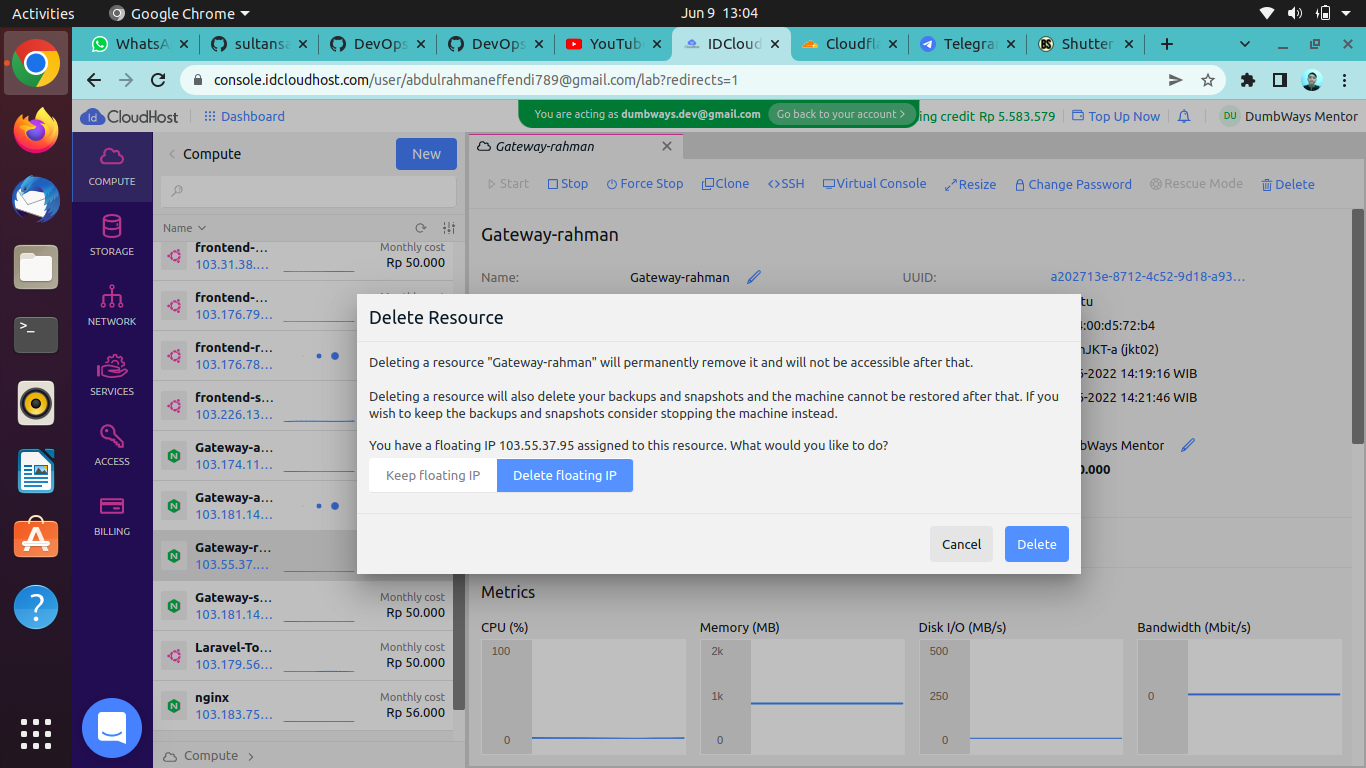 Activities
Google Chrome
Jun 9 13:04
WhatsA
sultansa
DevOps
DevOps
YouTub
IDCloud
Cloudfl
Telegra
Shutter
console.idcloudhost.com/user/abdulrahmaneffendi789@gmail.com/lab?redirects=1
id CloudHost
Dashboard
You are acting as dumbways.dev@gmail.com
Go back to your account >
ng credit Rp 5.583.579
Top Up Now
DU
DumbWays Mentor
COMPUTE
STORAGE
NETWORK
SERVICES
ACCESS
BILLING
Compute
New
Name
frontend-...
103.31.38....
Monthly cost
Rp 50.000
frontend-...
103.176.79...
frontend-r...
103.176.78...
frontend-s...
103.226.13...
Gateway-a...
103.174.11...
Gateway-a...
103.181.14...
Gateway-r...
103.55.37....
Gateway-s...
103.181.14...
Monthly cost
Rp 50.000
Laravel-To...
103.179.56...
Monthly cost
Rp 50.000
nginx
103.183.75...
Monthly cost
Rp 56.000
Compute
Gateway-rahman
Start
Stop
Force Stop
Clone
SSH
Virtual Console
Resize
Change Password
Rescue Mode
Delete
Gateway-rahman
Name:
Gateway-rahman
UUID:
a202713e-8712-4c52-9d18-a93...
tu
:00:d5:72:b4
JKT-a (jkt02)
-2022 14:19:16 WIB
-2022 14:21:46 WIB
bWays Mentor
0.000
Delete Resource
Deleting a resource "Gateway-rahman" will permanently remove it and will not be accessible after that.
Deleting a resource will also delete your backups and snapshots and the machine cannot be restored after that. If you
wish to keep the backups and snapshots consider stopping the machine instead.
You have a floating IP 103.55.37.95 assigned to this resource. What would you like to do?
Keep floating IP
Delete floating IP
Cancel
Delete
Metrics
CPU (%)
100
0
Memory (MB)
2k
1k
0
Disk I/O (MB/s)
500
250
0
Bandwidth (Mbit/s)
0